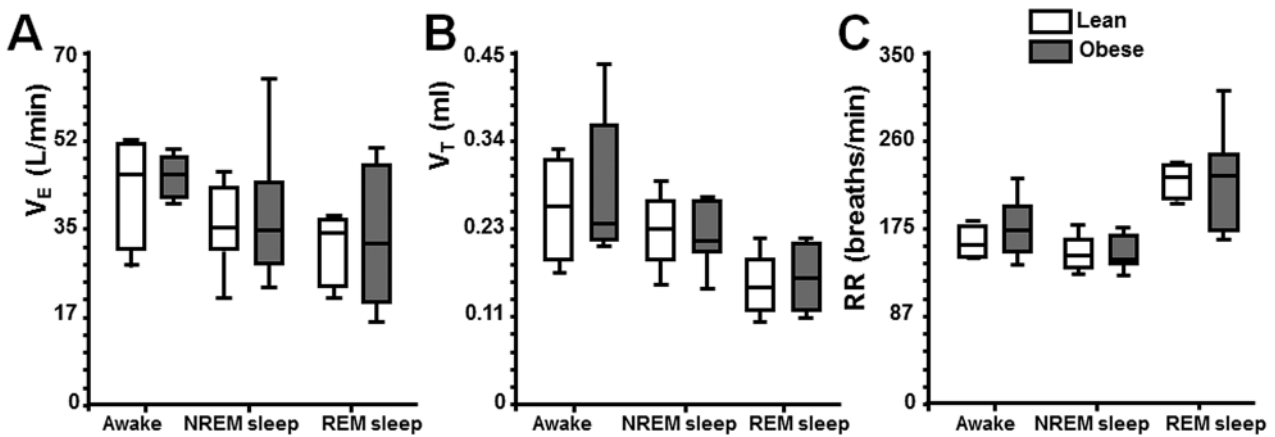 A
V_E (L/min)
70
52
35
17
0
Awake NREM sleep REM sleep
B
V_T (ml)
0.45
0.34
0.23
0.11
0
Awake NREM sleep REM sleep
C
Lean
Obese
RR (breaths/min)
350
260
175
87
0
Awake NREM sleep REM sleep